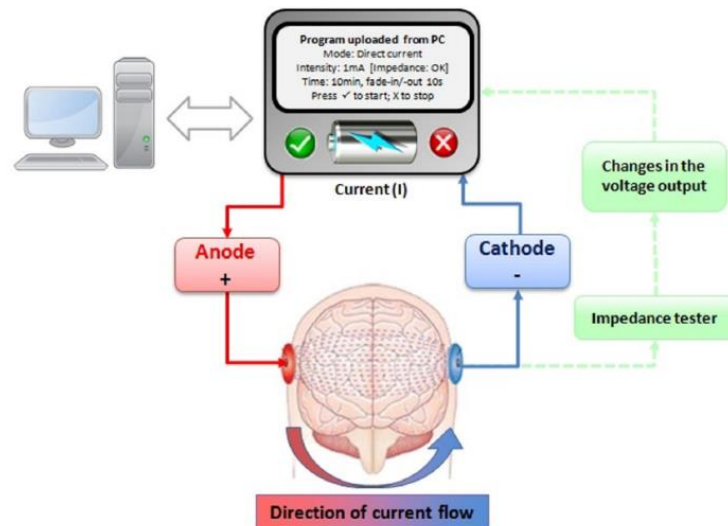 Program uploaded from PC
Mode: Direct current
Intensity: 1mA [Impedance: OK]
Time: 10min, fade-in/-out 10s
Press ✓ to start; X to stop
Current (I)
Changes in the
voltage output
Anode
+
Cathode
-
Impedance tester
Direction of current flow